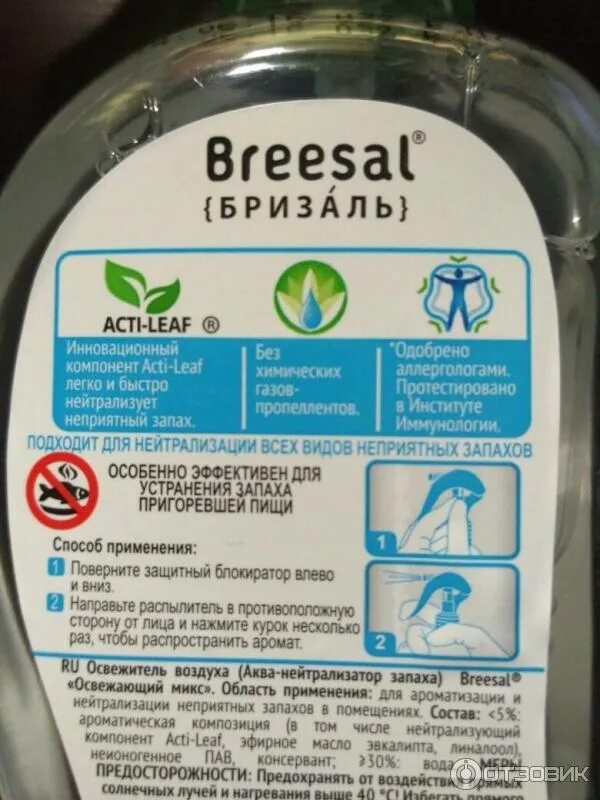 Breesal®
{БРИЗА́ЛЬ}
ACTI-LEAF ®
Инновационный
компонент Acti-Leaf
легко и быстро
нейтрализует
неприятный запах.
Без
химических
газов-
пропеллентов.
*Одобрено
аллергологами.
Протестировано
в Институте
Иммунологии.
ПОДХОДИТ ДЛЯ НЕЙТРАЛИЗАЦИИ ВСЕХ ВИДОВ НЕПРИЯТНЫХ ЗАПАХОВ
ОСОБЕННО ЭФФЕКТИВЕН ДЛЯ
УСТРАНЕНИЯ ЗАПАХА
ПРИГОРЕВШЕЙ ПИЩИ
1
Способ применения:
1 Поверните защитный блокиратор влево
и вниз.
2 Направьте распылитель в противоположную
сторону от лица и нажмите курок несколько
раз, чтобы распространить аромат.
2
RU Освежитель воздуха (Аква-нейтрализатор запаха) Breesal®
«Освежающий микс». Область применения: для ароматизации и
нейтрализации неприятных запахов в помещениях. Состав: <5%:
ароматическая композиция (в том числе нейтрализующий
компонент Acti-Leaf, эфирное масло эвкалипта, линалоол),
неионогенное ПАВ, консервант; ≥30%: вода. МЕРЫ
ПРЕДОСТОРОЖНОСТИ: Предохранять от воздействия прямых
солнечных лучей и нагревания выше 40 °C! Избегать
ОТЗОВИК